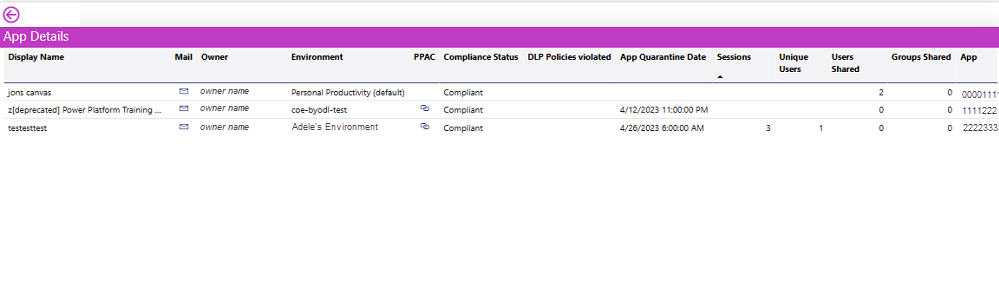 App Details
Display Name Mail Owner Environment PPAC Compliance Status DLP Policies violated App Quarantine Date Sessions Unique Users Users Shared Groups Shared App
jons canvas owner name Personal Productivity (default) Compliant 2 0 00001111
z[deprecated] Power Platform Training ... owner name coe-byodl-test Compliant 4/12/2023 11:00:00 PM 0 0 1111222
testesttest owner name Adele's Environment Compliant 4/26/2023 6:00:00 AM 3 1 0 0 2222333